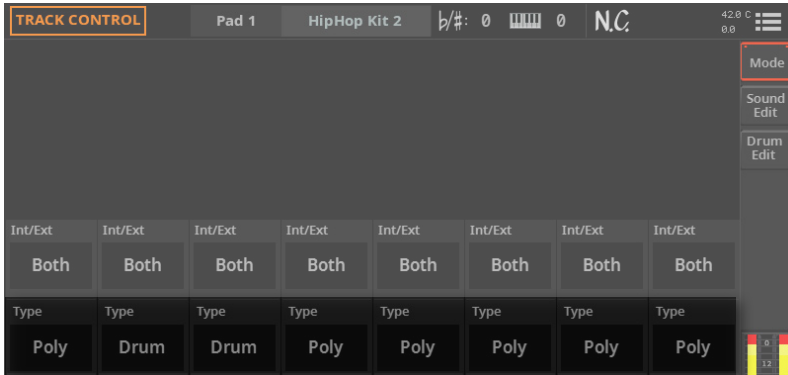 TRACK CONTROL Pad 1 HipHop Kit 2 ♭/♯: 0 0 N.C. 42.0 C
0.0
Mode
Sound
Edit
Drum
Edit
Int/Ext Int/Ext Int/Ext Int/Ext Int/Ext Int/Ext Int/Ext Int/Ext
Both Both Both Both Both Both Both Both
Type Type Type Type Type Type Type Type
Poly Drum Drum Poly Poly Poly Poly Poly
0
12